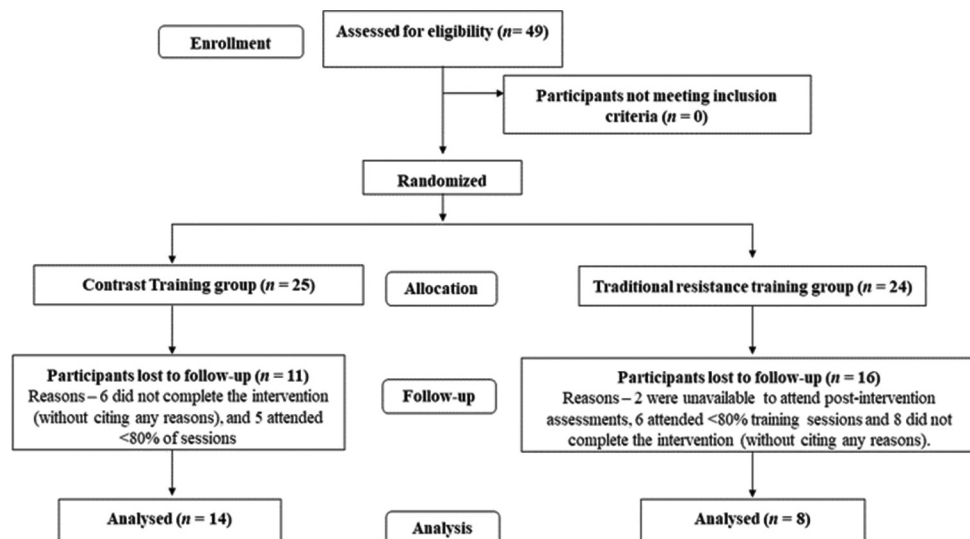 Enrollment
Assessed for eligibility (n= 49)
Participants not meeting inclusion
criteria (n = 0)
Randomized
Contrast Training group (n = 25)
Allocation
Traditional resistance training group (n = 24)
Participants lost to follow-up (n = 11)
Reasons – 6 did not complete the intervention
(without citing any reasons), and 5 attended
<80% of sessions
Follow-up
Participants lost to follow-up (n = 16)
Reasons – 2 were unavailable to attend post-intervention
assessments, 6 attended <80% training sessions and 8 did not
complete the intervention (without citing any reasons).
Analysed (n = 14)
Analysis
Analysed (n = 8)